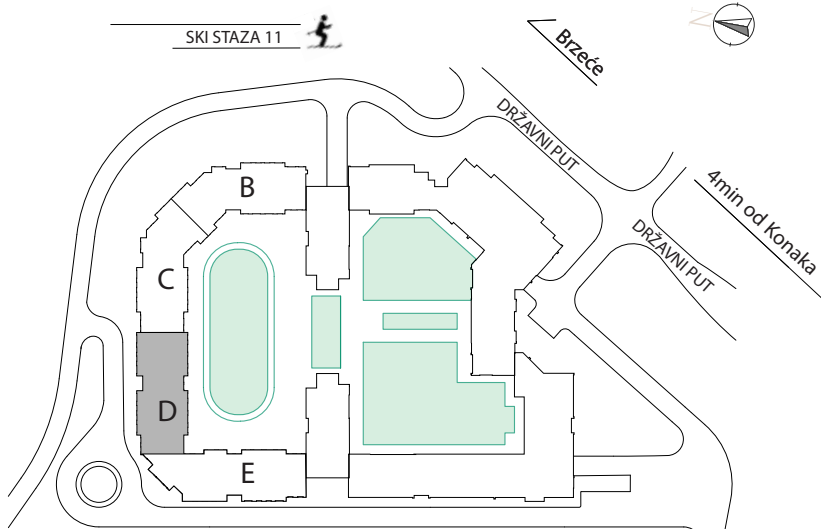 SKI STAZA 11
N
Brzeće
DRŽAVNI PUT
4min od Konaka
DRŽAVNI PUT
B
C
D
E